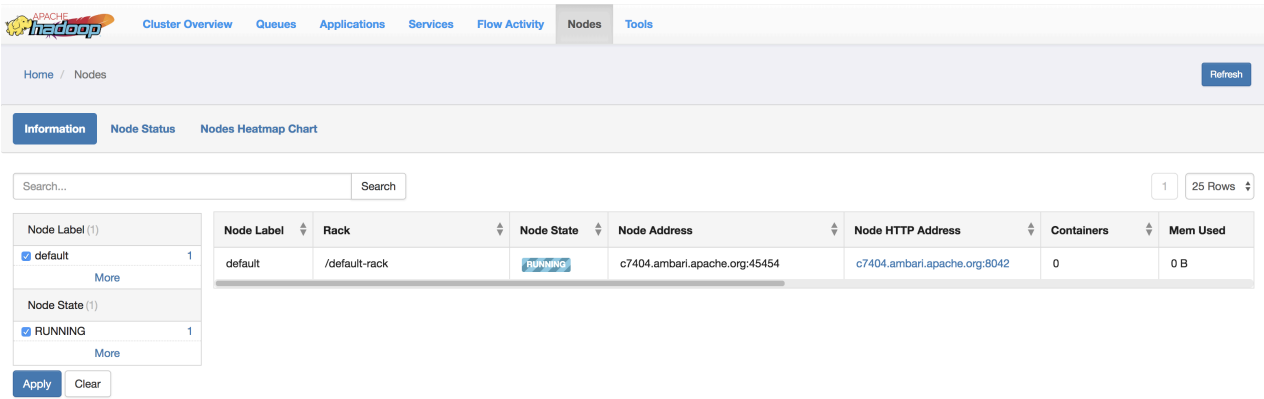 APACHE
hadoop
Cluster Overview Queues Applications Services Flow Activity Nodes Tools
Home / Nodes
Refresh
Information Node Status Nodes Heatmap Chart
Search... Search
1 25 Rows
Node Label (1)
default 1
More
Node State (1)
RUNNING 1
More
Apply Clear
Node Label Rack Node State Node Address Node HTTP Address Containers Mem Used
default /default-rack RUNNING c7404.ambari.apache.org:45454 c7404.ambari.apache.org:8042 0 0 B